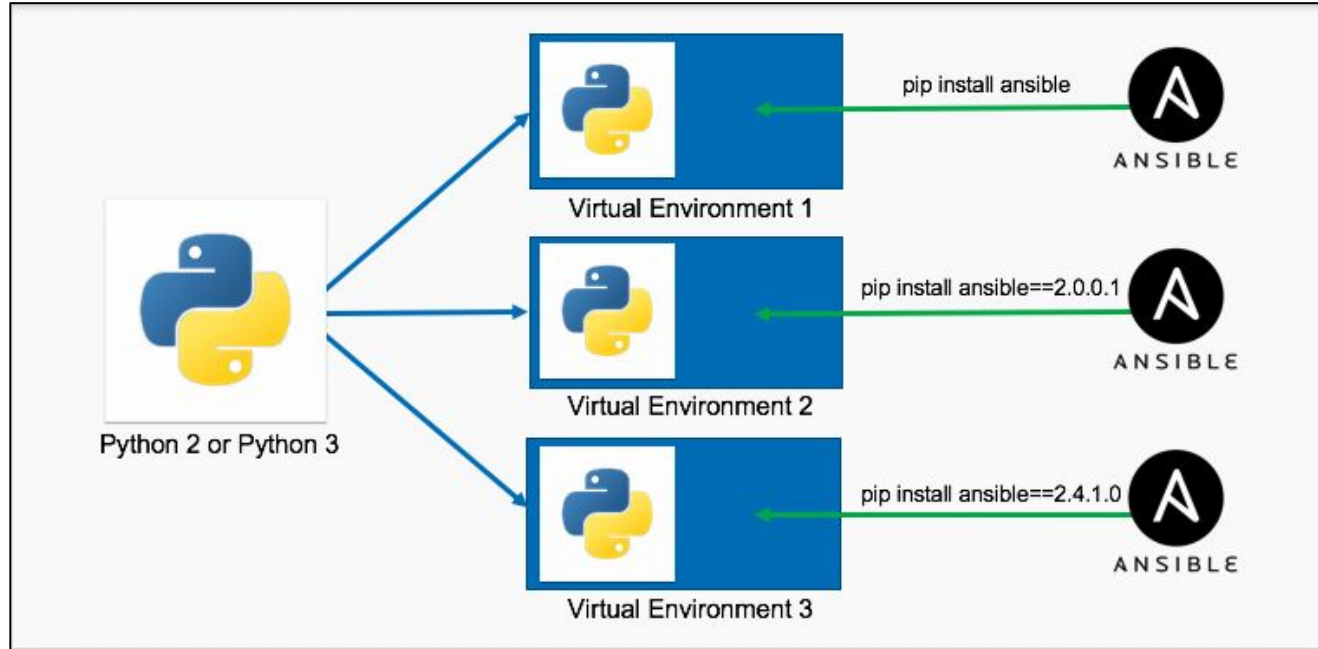 pip install ansible
ANSIBLE
Virtual Environment 1
pip install ansible==2.0.0.1
ANSIBLE
Virtual Environment 2
Python 2 or Python 3
pip install ansible==2.4.1.0
ANSIBLE
Virtual Environment 3